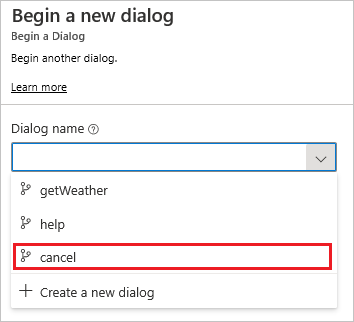 Begin a new dialog
Begin a Dialog
Begin another dialog.
Learn more
Dialog name
getWeather
help
cancel
Create a new dialog